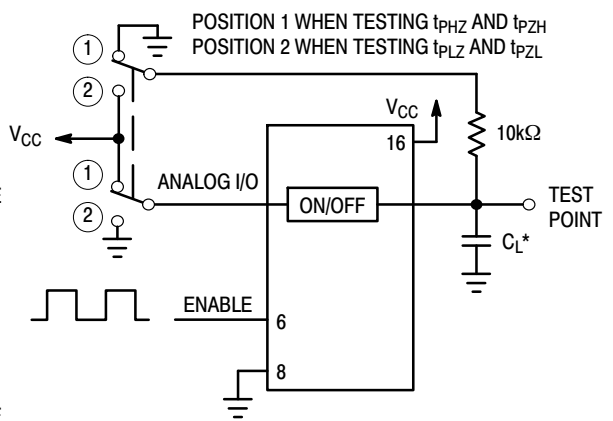 POSITION 1 WHEN TESTING tPHZ AND tPZH
POSITION 2 WHEN TESTING tPLZ AND tPZL
1
2
VCC
VCC
16
10kΩ
1
2
ANALOG I/O
ON/OFF
TEST
POINT
CL*
ENABLE
6
8